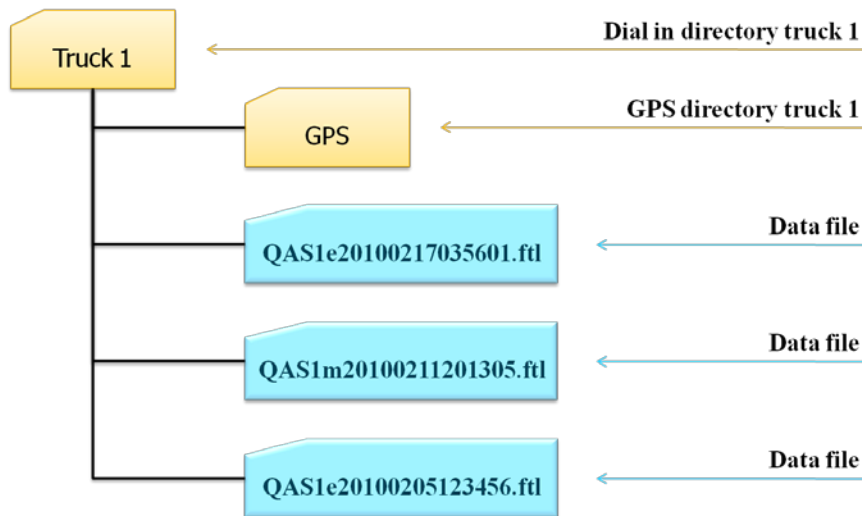 Truck 1
Dial in directory truck 1
GPS
GPS directory truck 1
QAS1e20100217035601.ftl
Data file
QAS1m20100211201305.ftl
Data file
QAS1e20100205123456.ftl
Data file